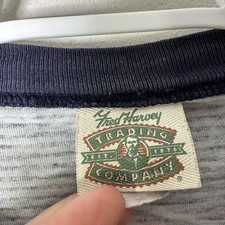 Fred Harvey
TRADING
EST. 1876
COMPANY